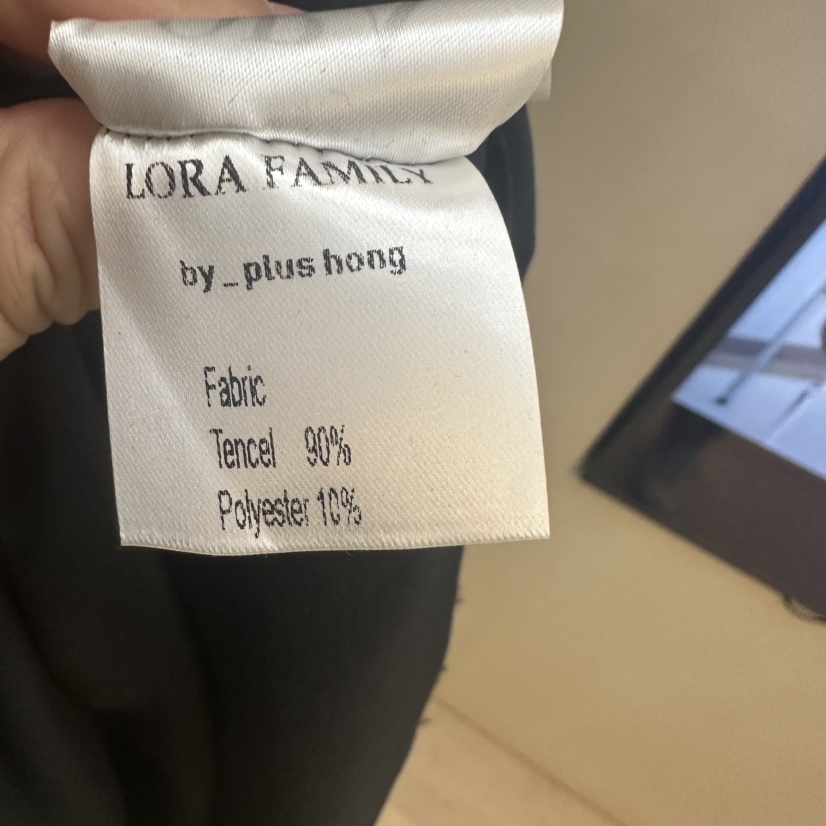 LORA FAMILY
by_plus hong
Fabric
Tencel 90%
Polyester 10%